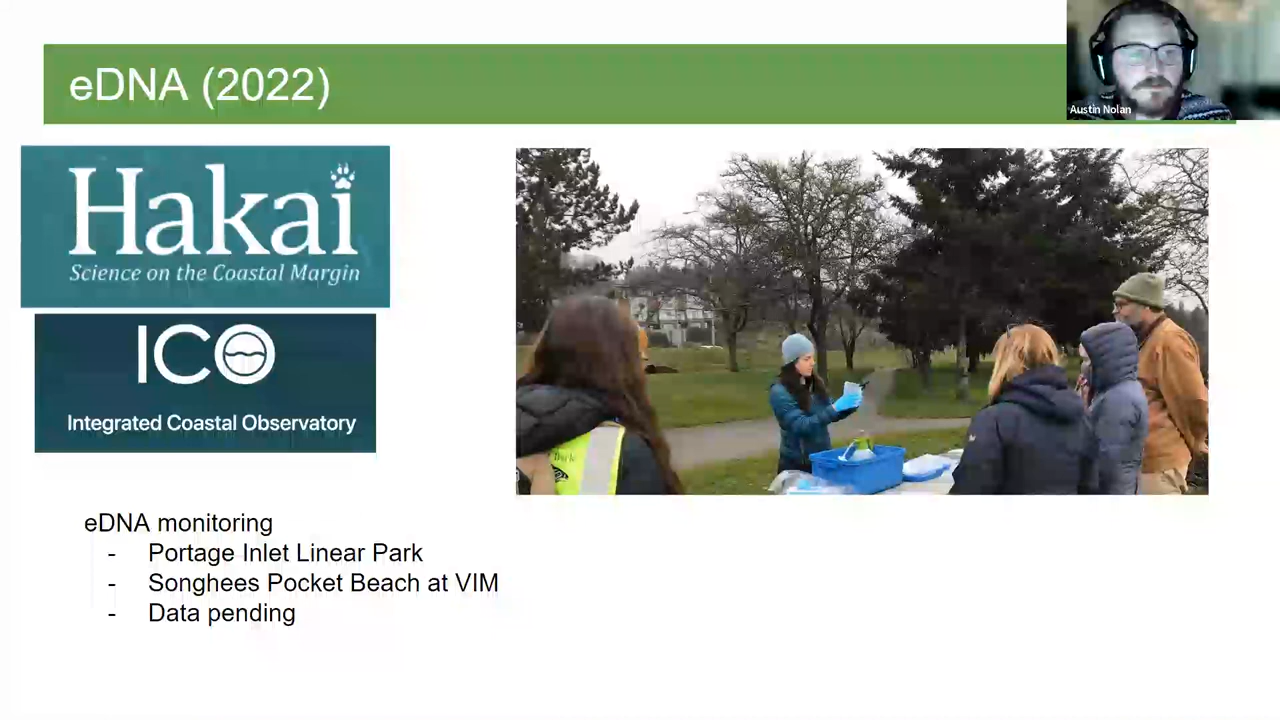 eDNA (2022)
Austin Nolan
Hakai
Science on the Coastal Margin
ICO
Integrated Coastal Observatory
eDNA monitoring
- Portage Inlet Linear Park
- Songhees Pocket Beach at VIM
- Data pending